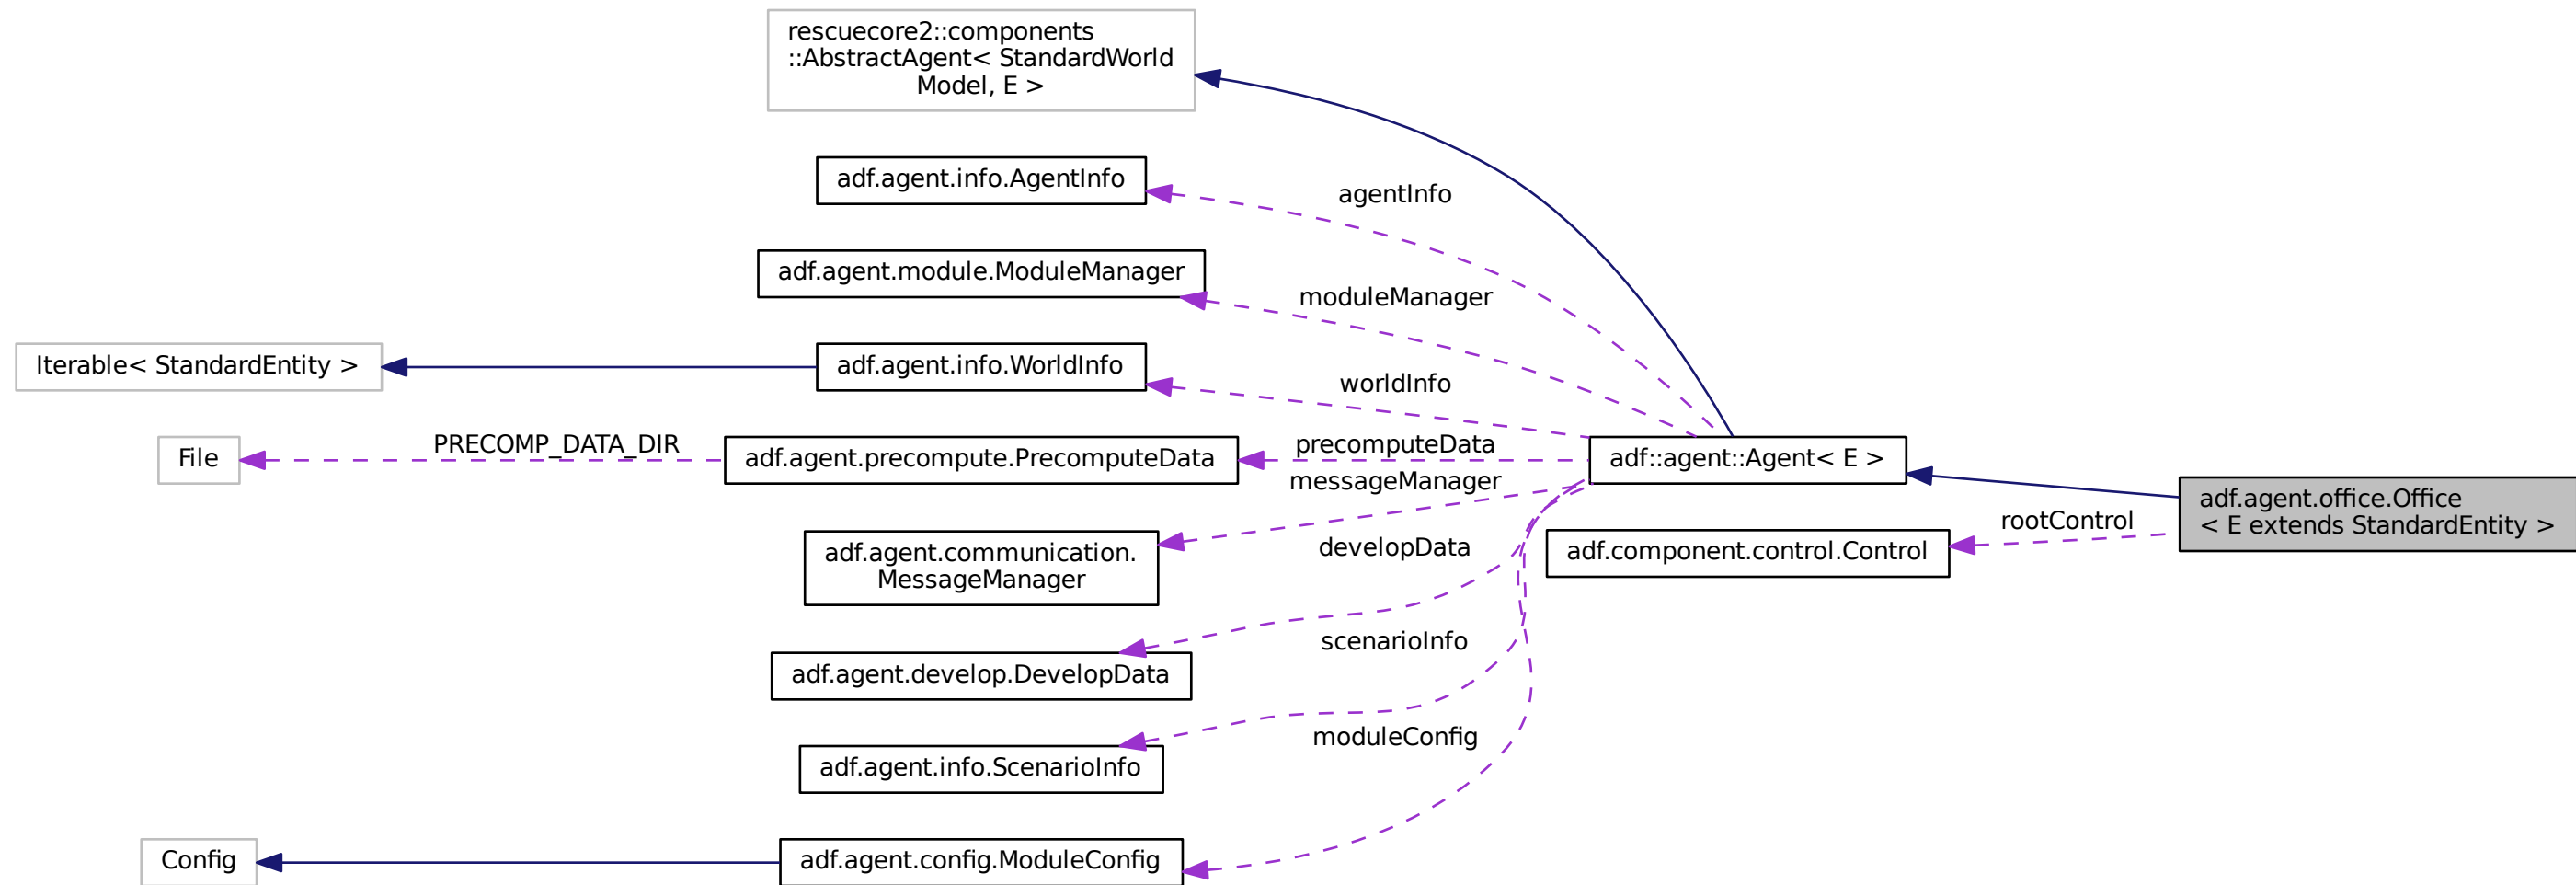 rescuecore2::components
::AbstractAgent< StandardWorld
Model, E >
adf.agent.info.AgentInfo
agentInfo
adf.agent.module.ModuleManager
moduleManager
Iterable< StandardEntity >
adf.agent.info.WorldInfo
worldInfo
File
PRECOMP_DATA_DIR
adf.agent.precompute.PrecomputeData
precomputeData
adf::agent::Agent< E >
messageManager
adf.agent.office.Office
< E extends StandardEntity >
rootControl
adf.agent.communication.
MessageManager
developData
adf.component.control.Control
scenarioInfo
adf.agent.develop.DevelopData
moduleConfig
adf.agent.info.ScenarioInfo
Config
adf.agent.config.ModuleConfig